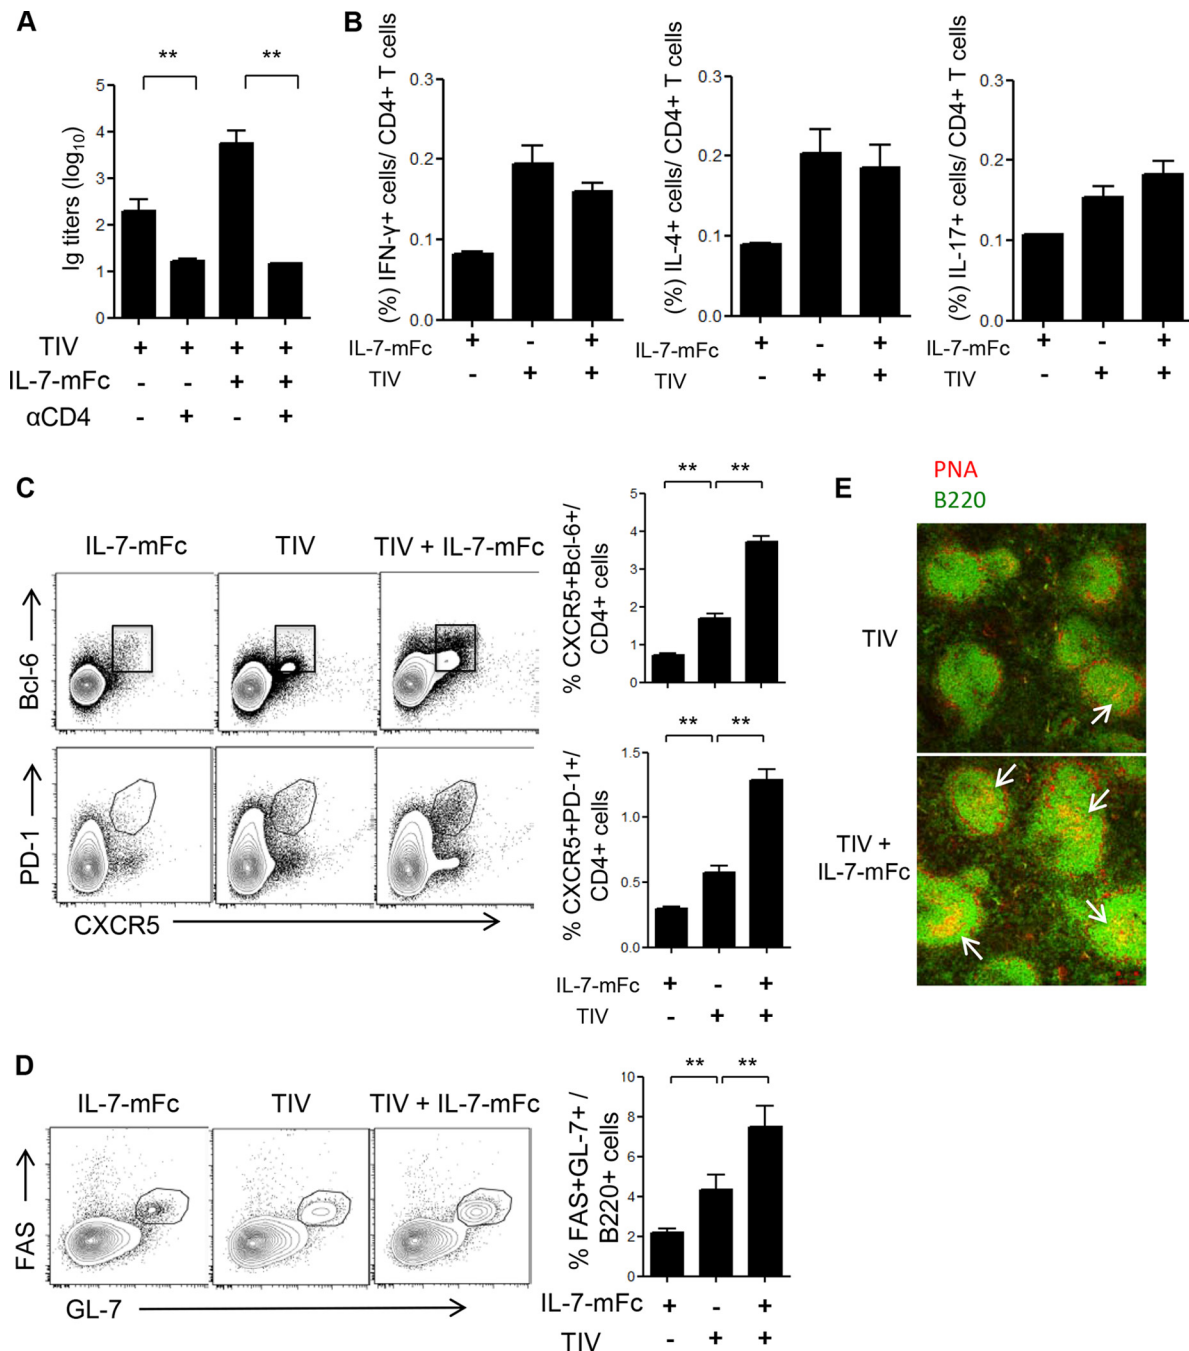 A
** **
Ig titers (log10)
5
4
3
2
1
0
TIV + + + +
IL-7-mFc - - + +
αCD4 - + - +
B
(%) IFN-γ+ cells/ CD4+ T cells
0.3
0.2
0.1
0.0
IL-7-mFc + - +
TIV - + +
(%) IL-4+ cells/ CD4+ T cells
0.3
0.2
0.1
0.0
IL-7-mFc + - +
TIV - + +
(%) IL-17+ cells/ CD4+ T cells
0.3
0.2
0.1
0.0
IL-7-mFc + - +
TIV - + +
C
IL-7-mFc TIV TIV + IL-7-mFc
Bcl-6
PD-1
CXCR5
** **
% CXCR5+Bcl-6+/
CD4+ cells
5
4
3
2
1
0
** **
% CXCR5+PD-1+/
CD4+ cells
1.5
1.0
0.5
0.0
IL-7-mFc + - +
TIV - + +
E
PNA
B220
TIV
TIV +
IL-7-mFc
D
IL-7-mFc TIV TIV + IL-7-mFc
FAS
GL-7
** **
% FAS+GL-7+ /
B220+ cells
10
8
6
4
2
0
IL-7-mFc + - +
TIV - + +